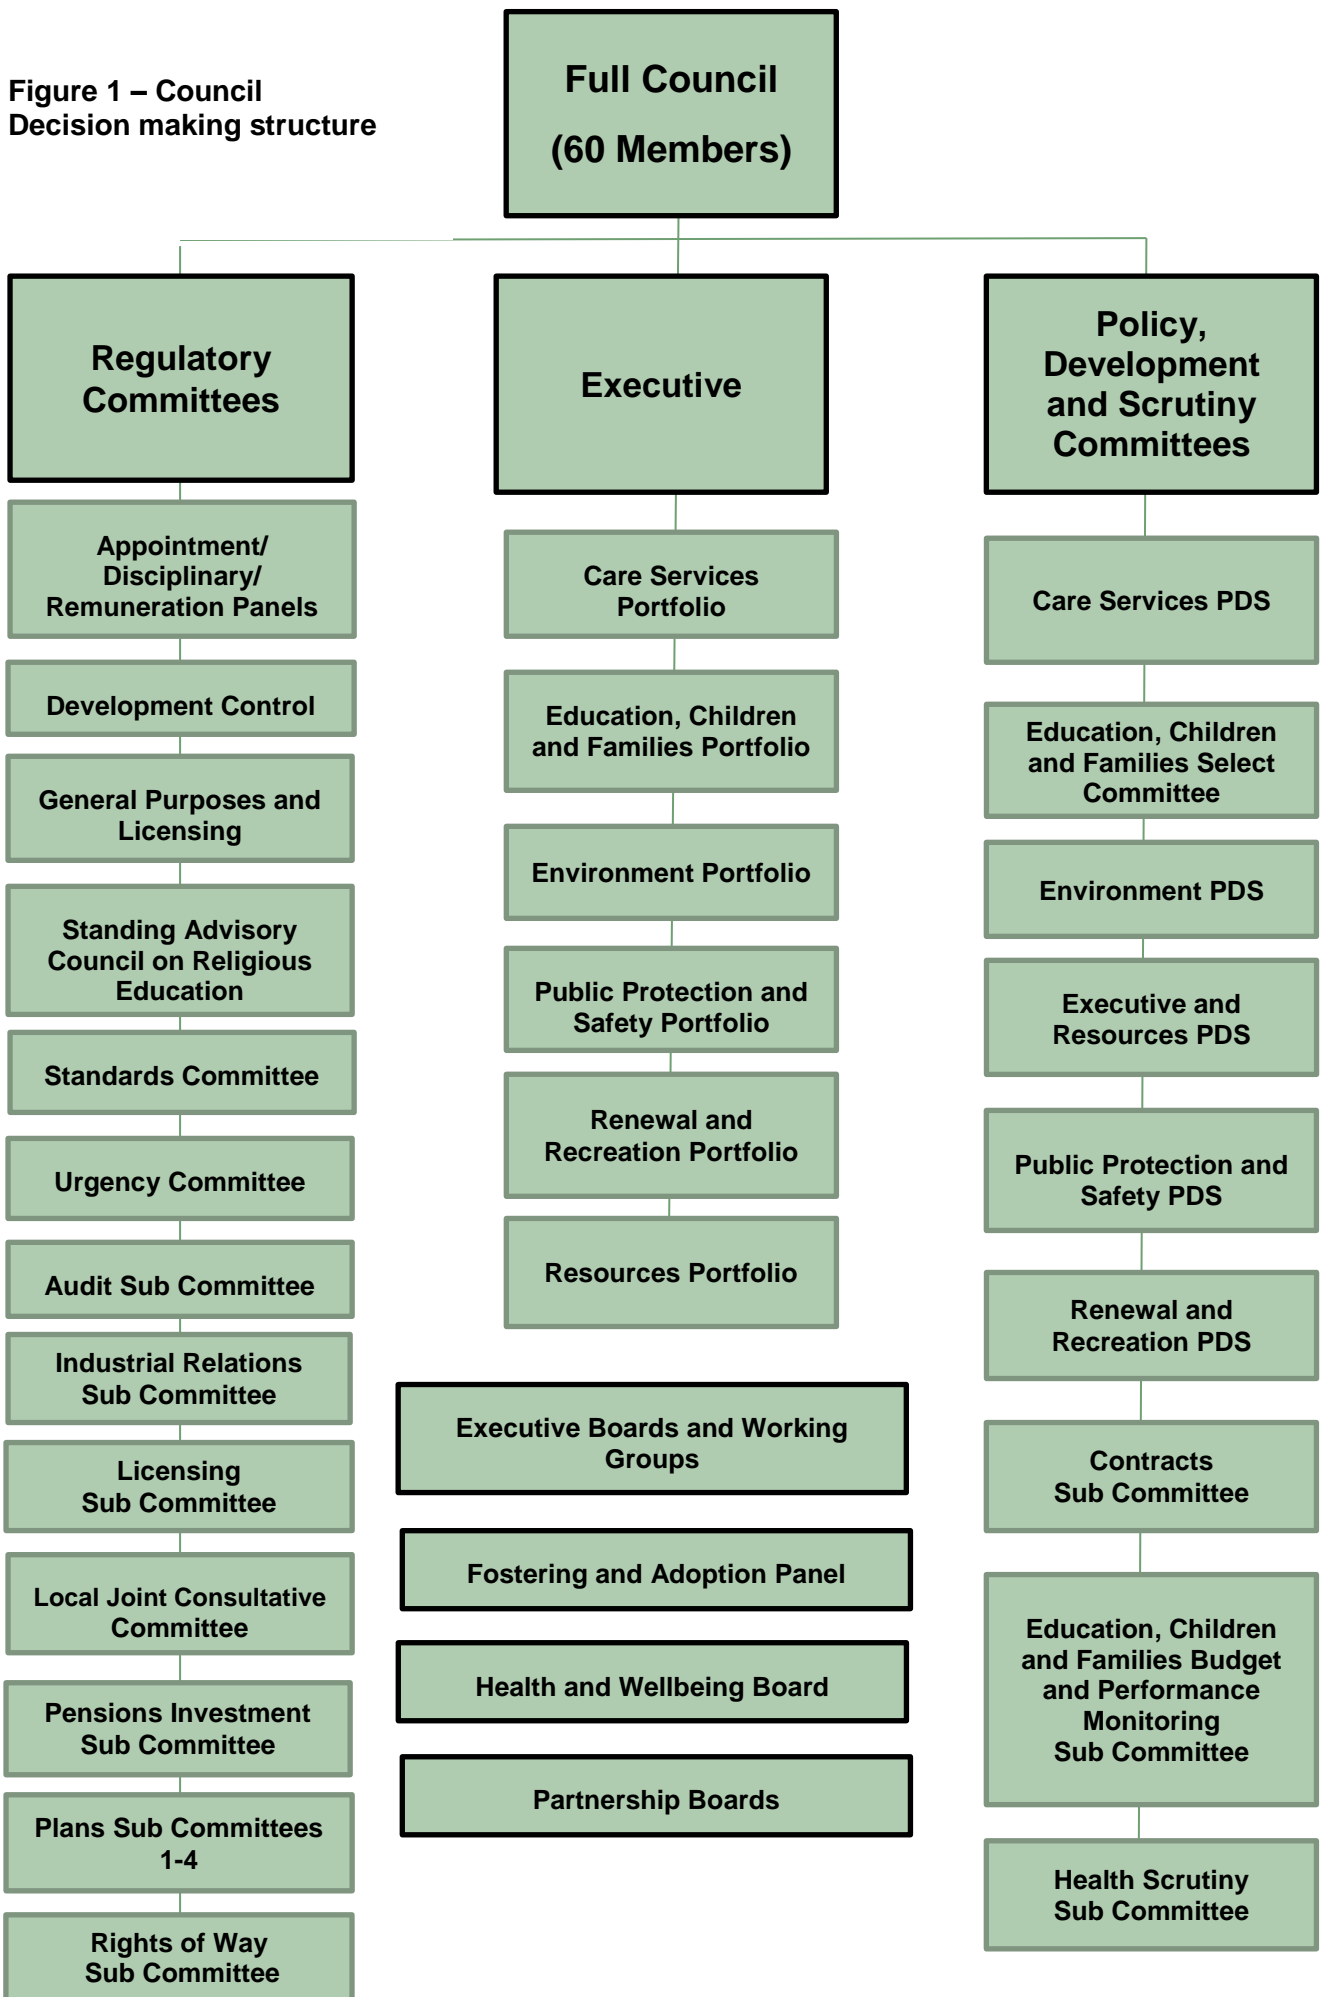 Figure 1 – Council
Decision making structure
Full Council
(60 Members)
Regulatory
Committees
Appointment/
Disciplinary/
Remuneration Panels
Development Control
General Purposes and
Licensing
Standing Advisory
Council on Religious
Education
Standards Committee
Urgency Committee
Audit Sub Committee
Industrial Relations
Sub Committee
Licensing
Sub Committee
Local Joint Consultative
Committee
Pensions Investment
Sub Committee
Plans Sub Committees
1-4
Rights of Way
Sub Committee
Executive
Care Services
Portfolio
Education, Children
and Families Portfolio
Environment Portfolio
Public Protection and
Safety Portfolio
Renewal and
Recreation Portfolio
Resources Portfolio
Executive Boards and Working
Groups
Fostering and Adoption Panel
Health and Wellbeing Board
Partnership Boards
Policy,
Development
and Scrutiny
Committees
Care Services PDS
Education, Children
and Families Select
Committee
Environment PDS
Executive and
Resources PDS
Public Protection and
Safety PDS
Renewal and
Recreation PDS
Contracts
Sub Committee
Education, Children
and Families Budget
and Performance
Monitoring
Sub Committee
Health Scrutiny
Sub Committee